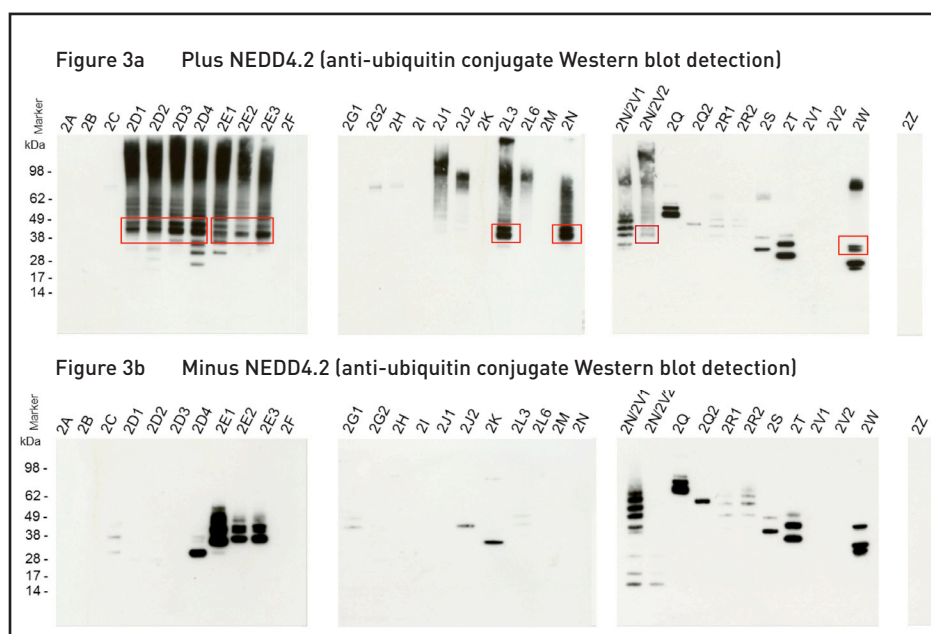 Figure 3a Plus NEDD4.2 (anti-ubiquitin conjugate Western blot detection)
Marker 2A 2B 2C 2D1 2D2 2D3 2D4 2E1 2E2 2E3 2F 2G1 2G2 2H 2I 2J1 2J2 2K 2L3 2L6 2M 2N 2N/2V1 2N/2V2 2Q 2Q2 2R1 2R2 2S 2T 2V1 2V2 2W 2Z
kDa
98 -
62 -
49 -
38 -
28 -
17 -
14 -
Figure 3b Minus NEDD4.2 (anti-ubiquitin conjugate Western blot detection)
Marker 2A 2B 2C 2D1 2D2 2D3 2D4 2E1 2E2 2E3 2F 2G1 2G2 2H 2I 2J1 2J2 2K 2L3 2L6 2M 2N 2N/2V1 2N/2V2 2Q 2Q2 2R1 2R2 2S 2T 2V1 2V2 2W 2Z
kDa
98 -
62 -
49 -
38 -
28 -
17 -
14 -